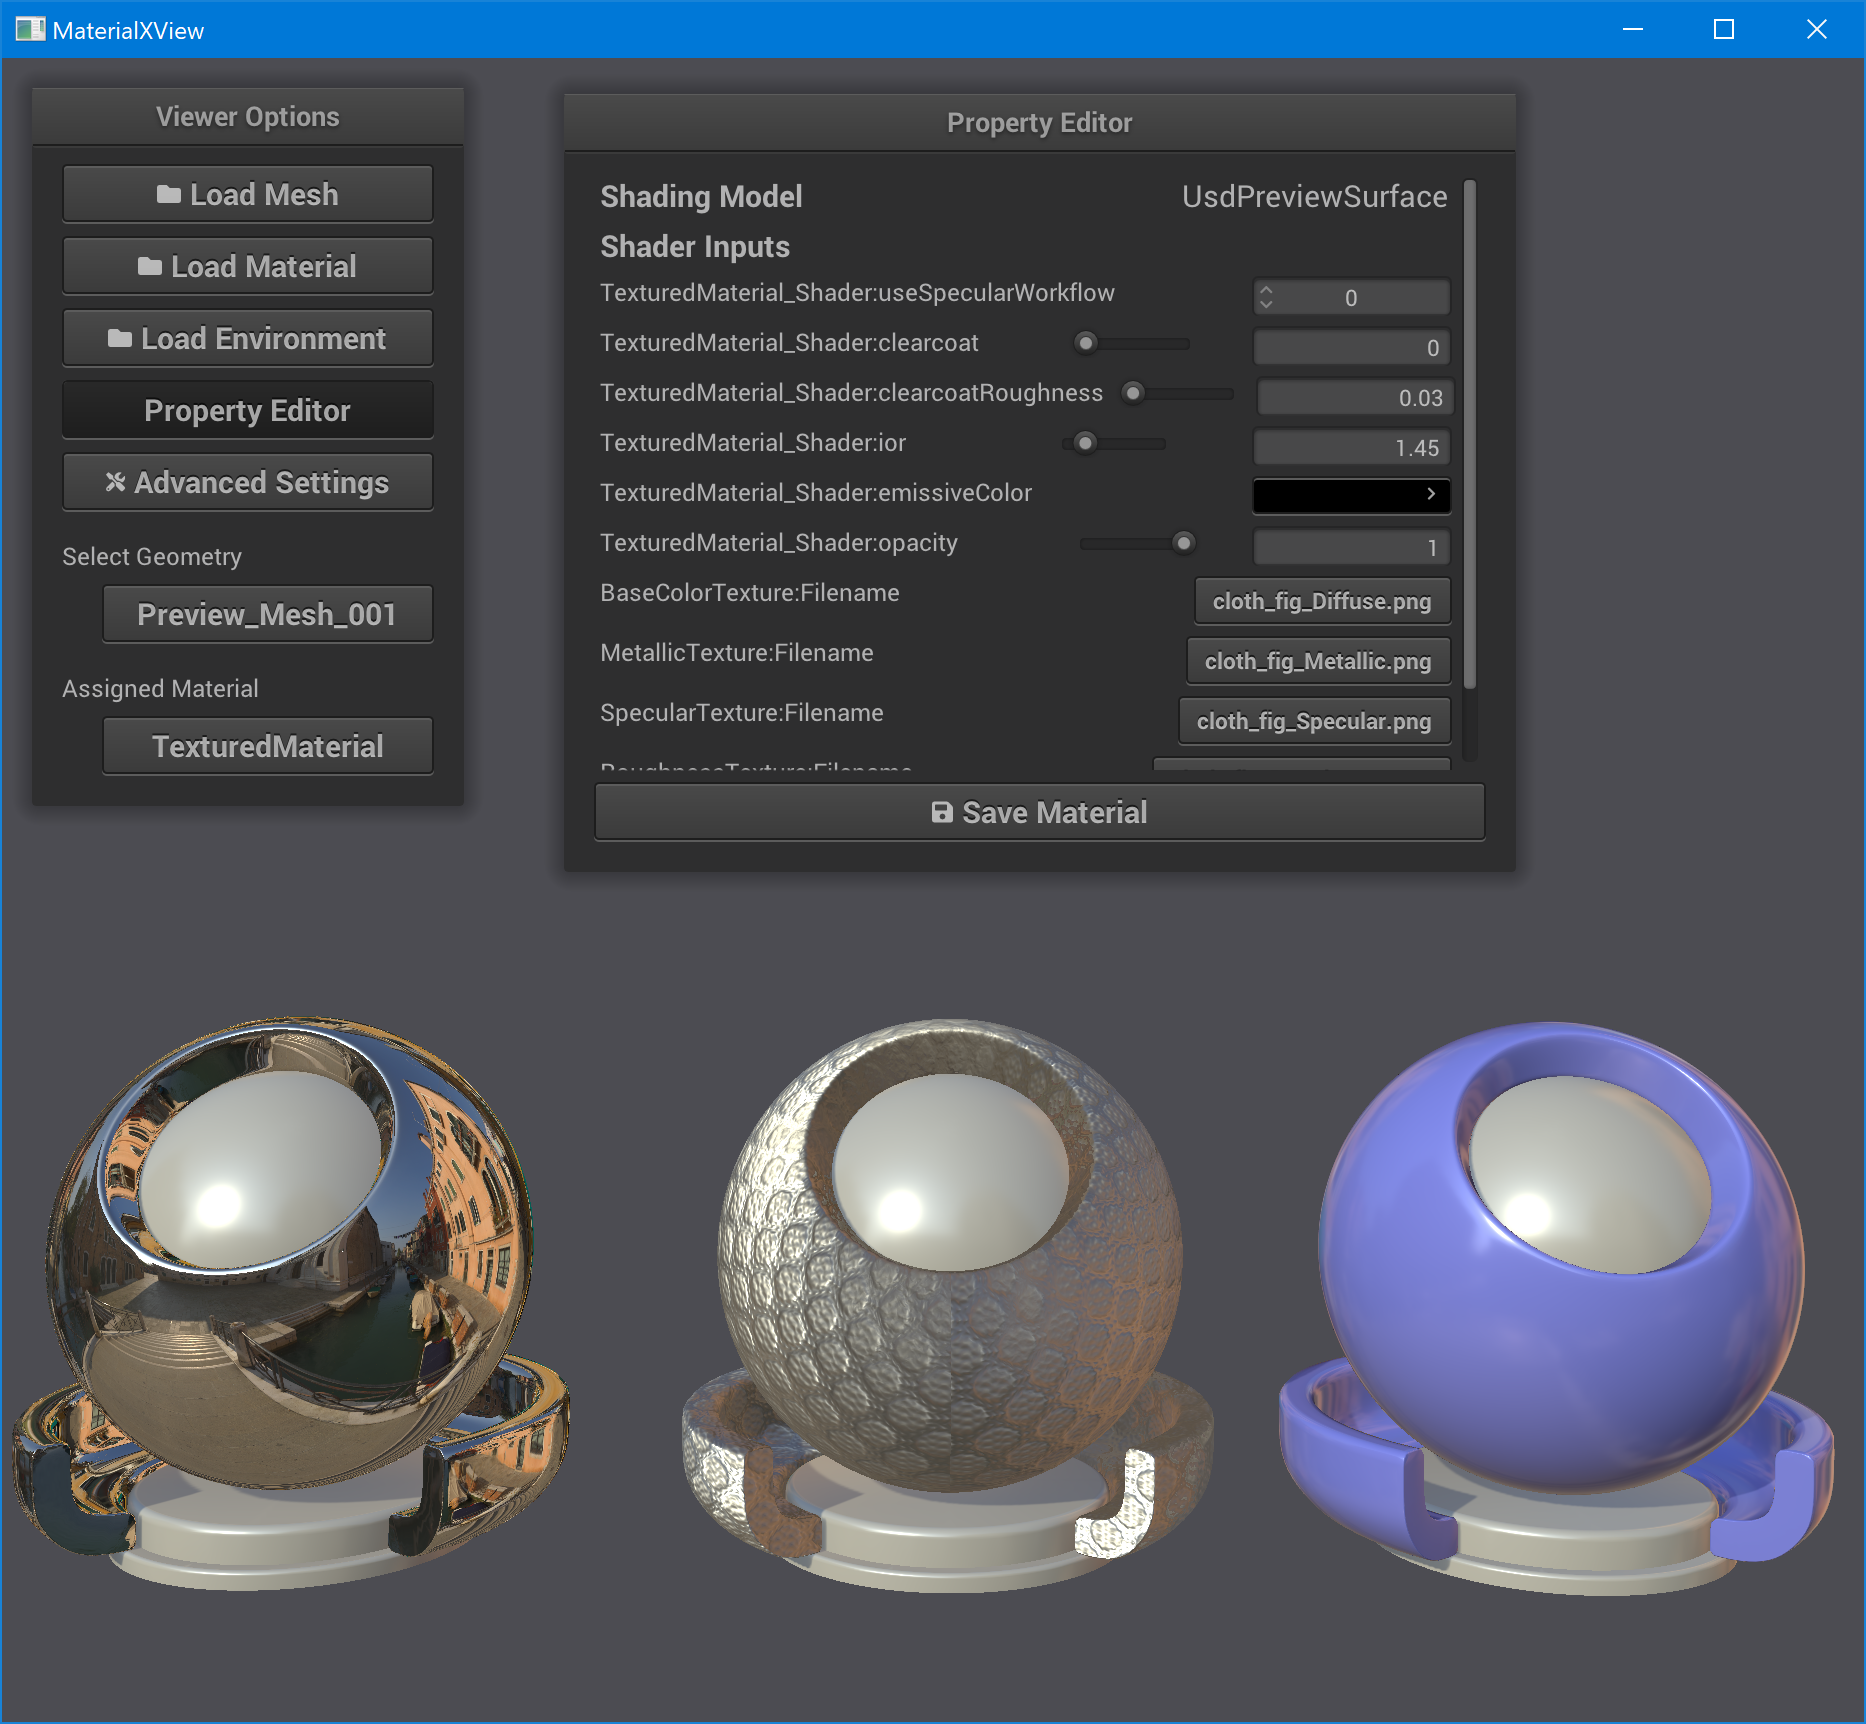 MaterialXView
Viewer Options
Load Mesh
Load Material
Load Environment
Property Editor
Advanced Settings
Select Geometry
Preview_Mesh_001
Assigned Material
TexturedMaterial
Property Editor
Shading Model UsdPreviewSurface
Shader Inputs
TexturedMaterial_Shader:useSpecularWorkflow 0
TexturedMaterial_Shader:clearcoat 0
TexturedMaterial_Shader:clearcoatRoughness 0.03
TexturedMaterial_Shader:ior 1.45
TexturedMaterial_Shader:emissiveColor
TexturedMaterial_Shader:opacity 1
BaseColorTexture:Filename cloth_fig_Diffuse.png
MetallicTexture:Filename cloth_fig_Metallic.png
SpecularTexture:Filename cloth_fig_Specular.png
RoughnessTexture:Filename
Save Material